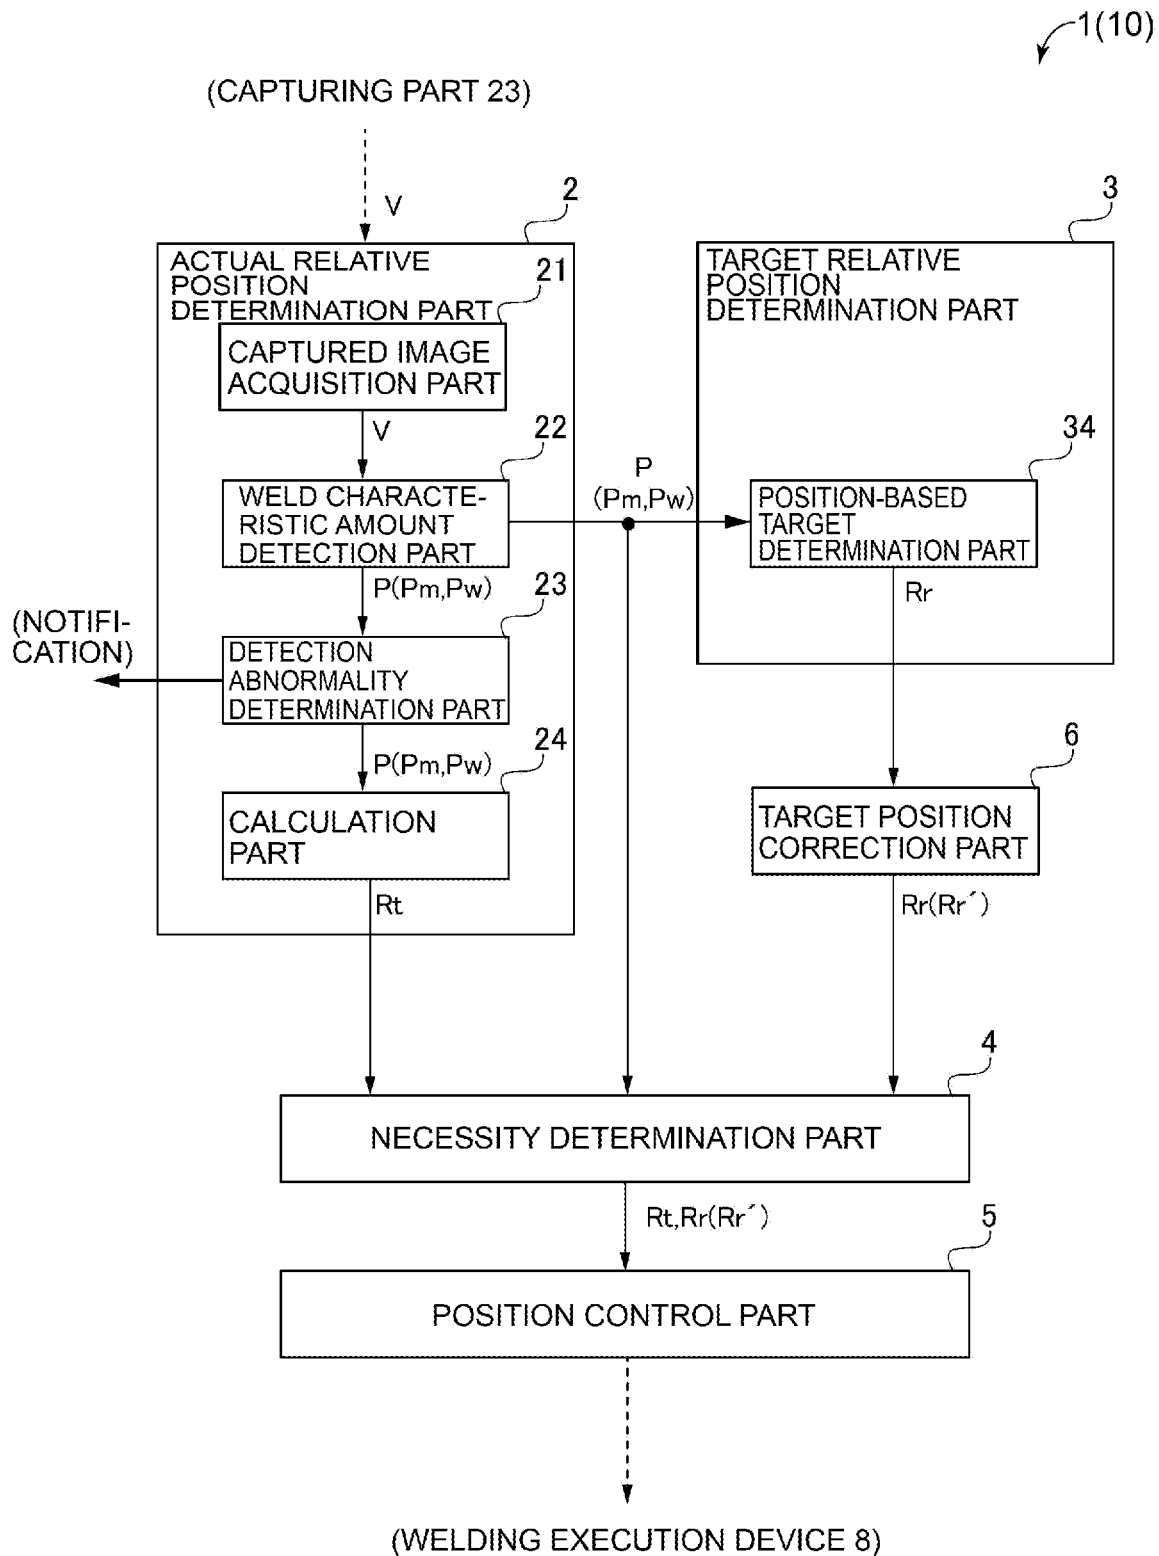 1(10)
(CAPTURING PART 23)
V
2
3
ACTUAL RELATIVE
POSITION
DETERMINATION PART
21
TARGET RELATIVE
POSITION
DETERMINATION PART
CAPTURED IMAGE
ACQUISITION PART
V
22
WELD CHARACTE-
RISTIC AMOUNT
DETECTION PART
P
(Pm,Pw)
34
POSITION-BASED
TARGET
DETERMINATION PART
P(Pm,Pw)
23
Rr
(NOTIFI-
CATION)
DETECTION
ABNORMALITY
DETERMINATION PART
P(Pm,Pw)
24
6
CALCULATION
PART
TARGET POSITION
CORRECTION PART
Rt
Rr(Rr´)
4
NECESSITY DETERMINATION PART
Rt,Rr(Rr´)
5
POSITION CONTROL PART
(WELDING EXECUTION DEVICE 8)